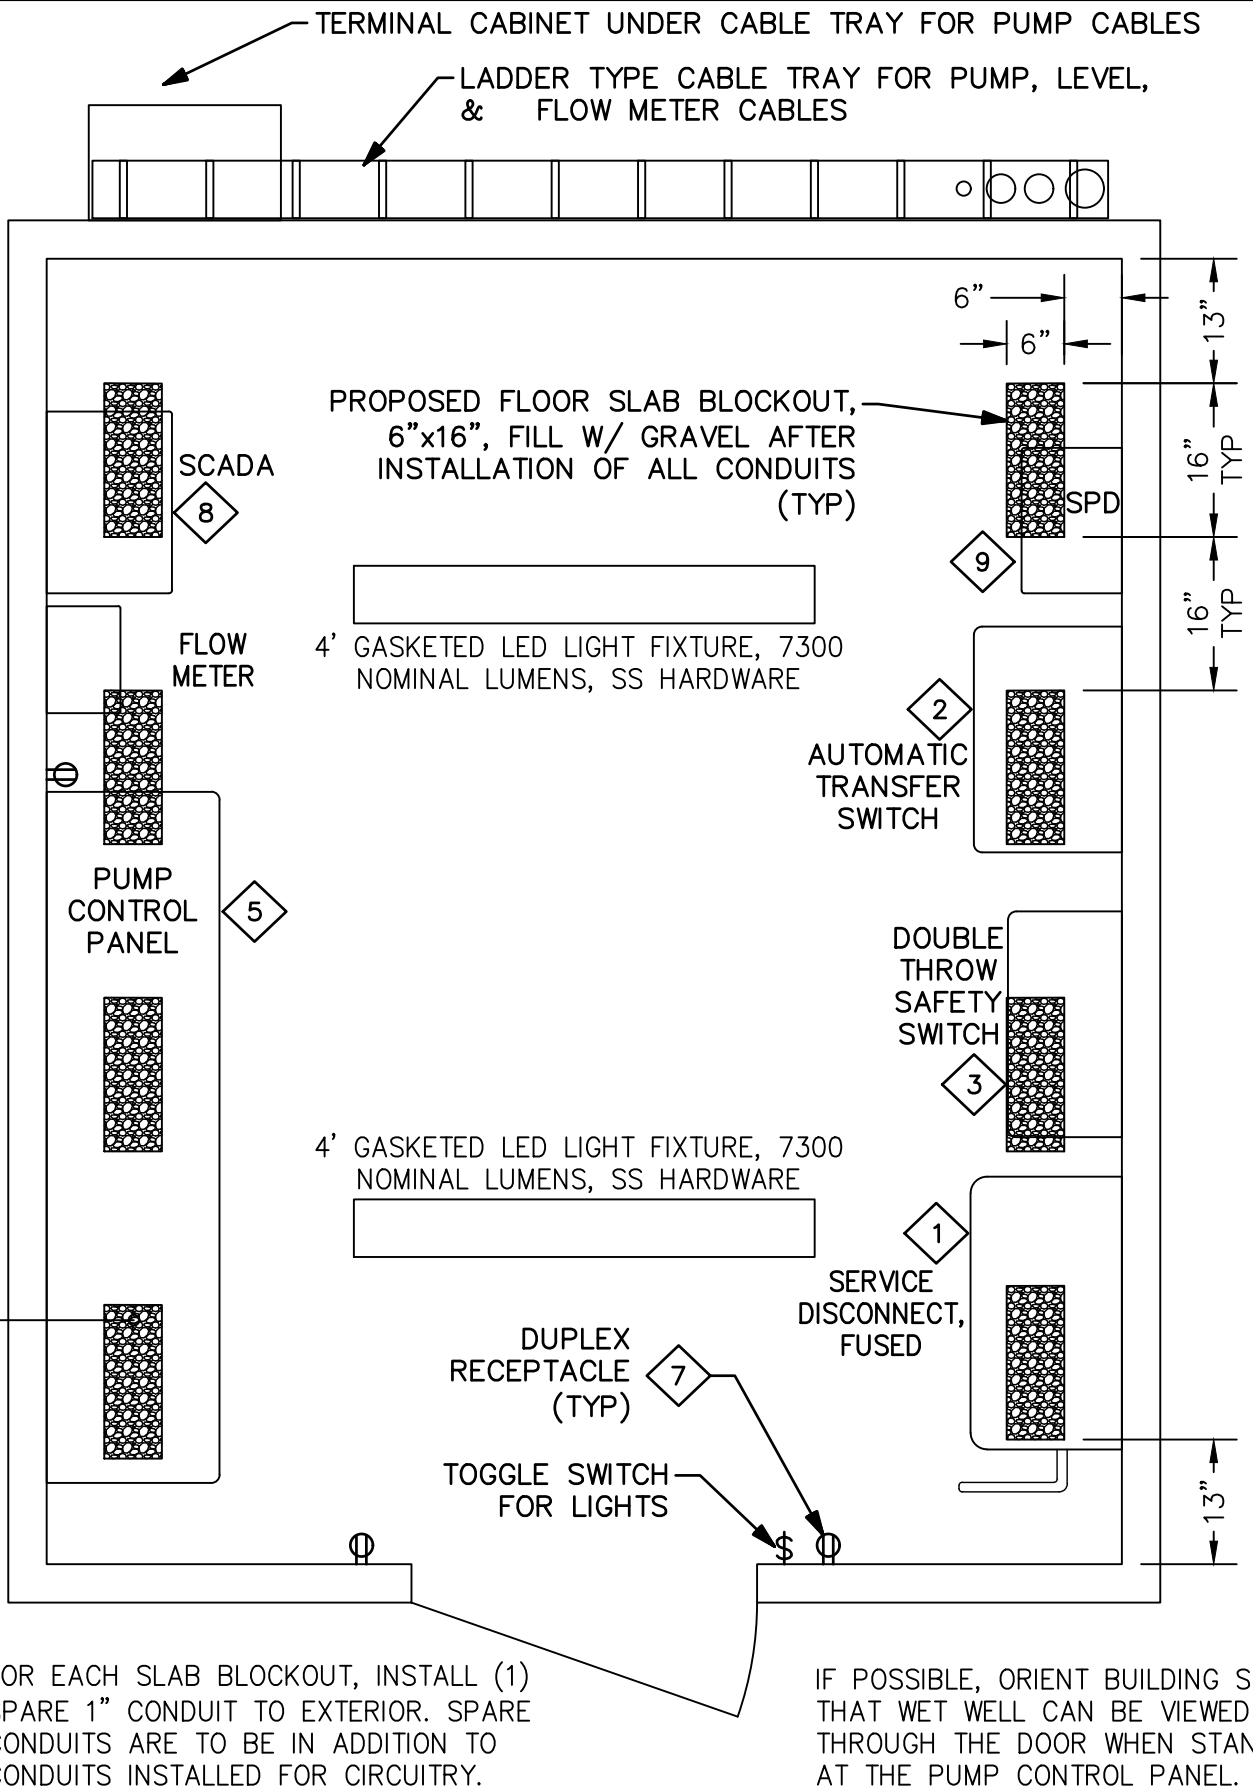 TERMINAL CABINET UNDER CABLE TRAY FOR PUMP CABLES
LADDER TYPE CABLE TRAY FOR PUMP, LEVEL,
& FLOW METER CABLES
6"
13"
6"
PROPOSED FLOOR SLAB BLOCKOUT,
6"x16", FILL W/ GRAVEL AFTER
INSTALLATION OF ALL CONDUITS
(TYP)
16"
TYP
SCADA
8
SPD
9
16"
TYP
FLOW
METER
4' GASKETED LED LIGHT FIXTURE, 7300
NOMINAL LUMENS, SS HARDWARE
2
AUTOMATIC
TRANSFER
SWITCH
PUMP
CONTROL
PANEL
5
DOUBLE
THROW
SAFETY
SWITCH
3
4' GASKETED LED LIGHT FIXTURE, 7300
NOMINAL LUMENS, SS HARDWARE
1
SERVICE
DISCONNECT,
FUSED
DUPLEX
RECEPTACLE
(TYP)
7
TOGGLE SWITCH
FOR LIGHTS
$
13"
OR EACH SLAB BLOCKOUT, INSTALL (1)
SPARE 1" CONDUIT TO EXTERIOR. SPARE
CONDUITS ARE TO BE IN ADDITION TO
CONDUITS INSTALLED FOR CIRCUITRY.
IF POSSIBLE, ORIENT BUILDING S
THAT WET WELL CAN BE VIEWED
THROUGH THE DOOR WHEN STAN
AT THE PUMP CONTROL PANEL.